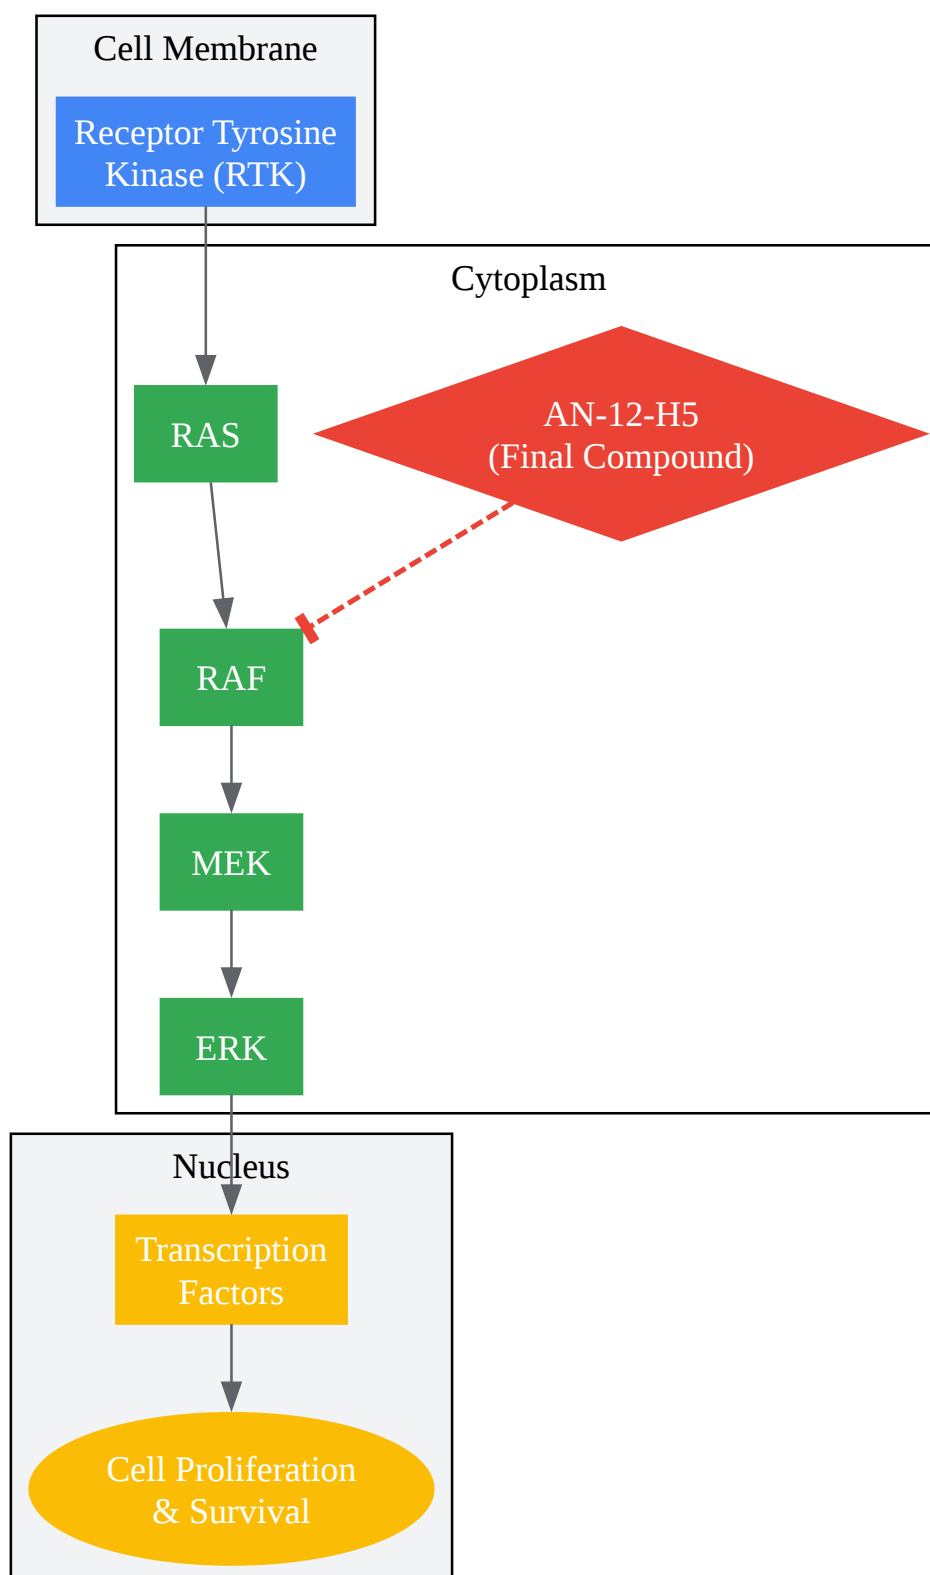 Cell Membrane
Receptor Tyrosine
Kinase (RTK)
Cytoplasm
AN-12-H5
(Final Compound)
RAS
RAF
MEK
ERK
Nucleus
Transcription
Factors
Cell Proliferation
& Survival